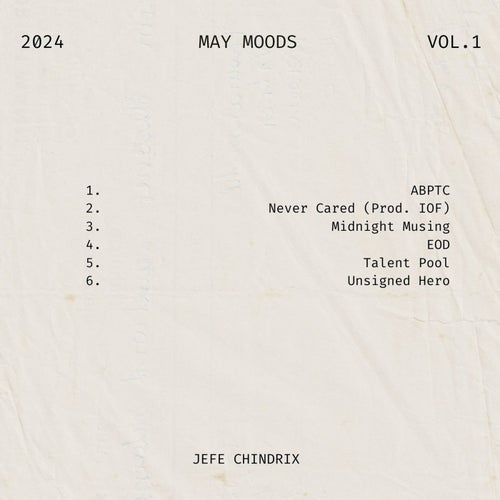 2024 MAY MOODS VOL.1
1. ABPTC
2. Never Cared (Prod. IOF)
3. Midnight Musing
4. EOD
5. Talent Pool
6. Unsigned Hero
JEFE CHINDRIX